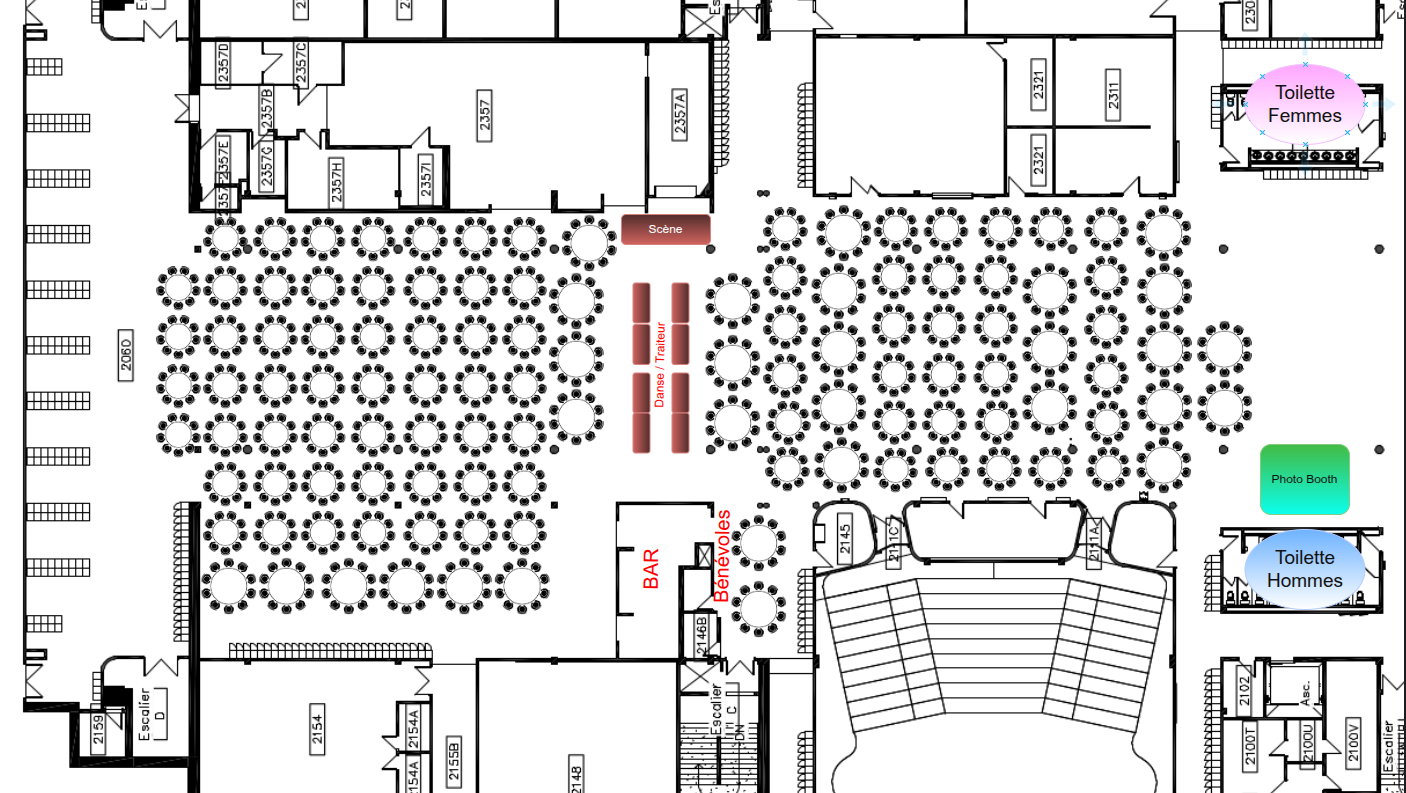 2357D
2357C
2357B
2357
2357A
2357E
2357G
2357H
2357I
2321
2311
2321
Toilette
Femmes
Scène
2060
Danse / Traiteur
Photo Booth
BAR
Bénévoles
2145
2111C
2111A
Toilette
Hommes
2146B
Escalier
D
2159
2154
2154A
2154A
2155B
2148
Escalier
C
DN
2102
Asc.
2100T
2100U
2100V
Escalier